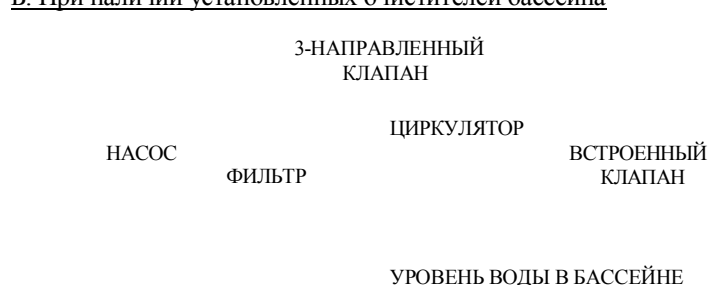 В. При наличии установленных очистителей бассейна
3-НАПРАВЛЕННЫЙ
КЛАПАН
ЦИРКУЛЯТОР
НАСОС
ВСТРОЕННЫЙ
ФИЛЬТР
КЛАПАН
УРОВЕНЬ ВОДЫ В БАССЕЙНЕ